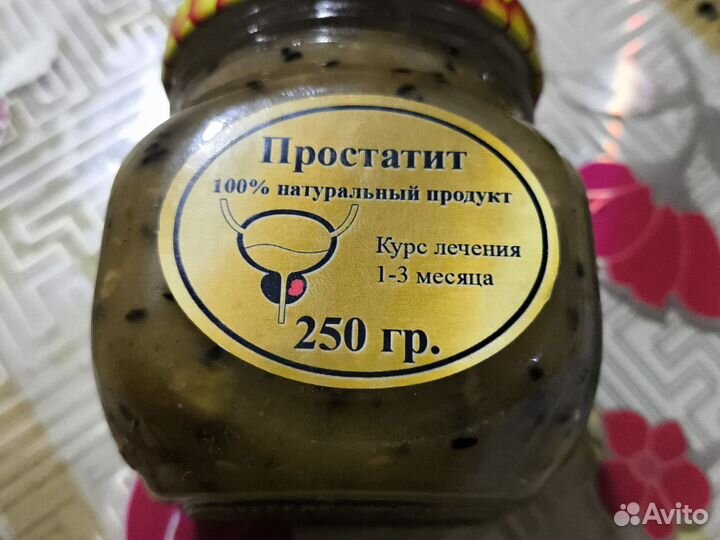 Простатит
100% натуральный продукт
Курс лечения
1-3 месяца
250 гр.
Avito